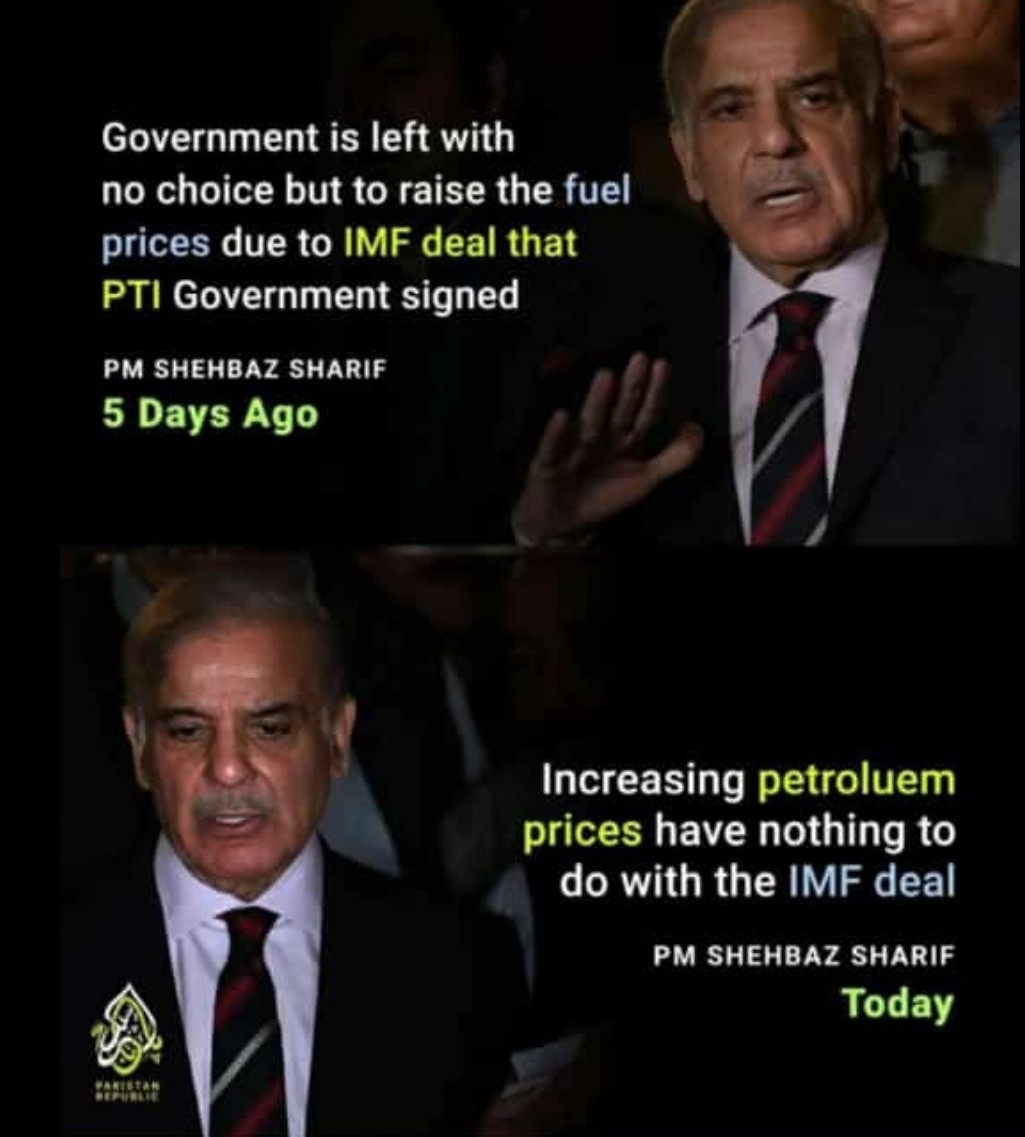 Government is left with
no choice but to raise the fuel
prices due to IMF deal that
PTI Government signed
PM SHEHBAZ SHARIF
5 Days Ago
Increasing petroluem
prices have nothing to
do with the IMF deal
PM SHEHBAZ SHARIF
Today
PAKISTAN
REPUBLIC